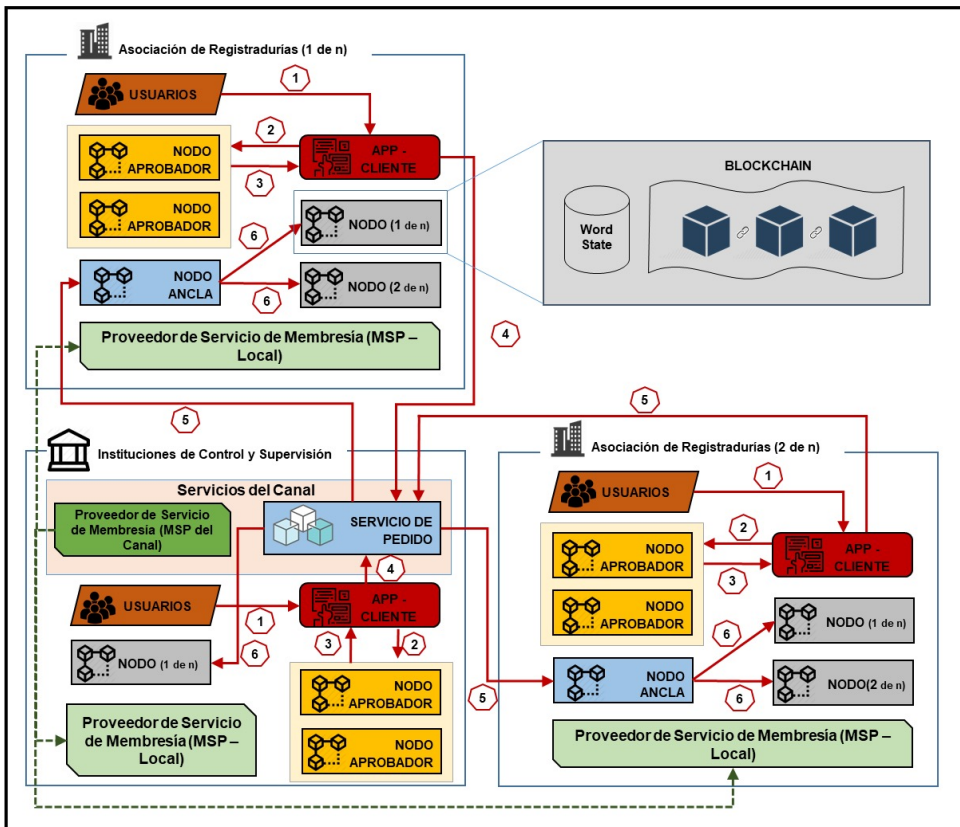 Asociación de Registradurías (1 de n)
1
USUARIOS
2
NODO
APROBADOR
APP -
CLIENTE
3
NODO
APROBADOR
6
NODO (1 de n)
NODO
ANCLA
6
NODO (2 de n)
Proveedor de Servicio de Membresía (MSP –
Local)
BLOCKCHAIN
Word
State
4
5
5
Instituciones de Control y Supervisión
Servicios del Canal
Proveedor de Servicio
de Membresía (MSP del
Canal)
SERVICIO DE
PEDIDO
4
USUARIOS
1
APP -
CLIENTE
3
2
6
NODO (1 de n)
NODO
APROBADOR
NODO
APROBADOR
Proveedor de Servicio
de Membresía (MSP –
Local)
5
Asociación de Registradurías (2 de n)
1
USUARIOS
2
NODO
APROBADOR
APP -
CLIENTE
3
NODO
APROBADOR
6
NODO (1 de n)
NODO
ANCLA
6
NODO(2 de n)
Proveedor de Servicio de Membresía (MSP –
Local)